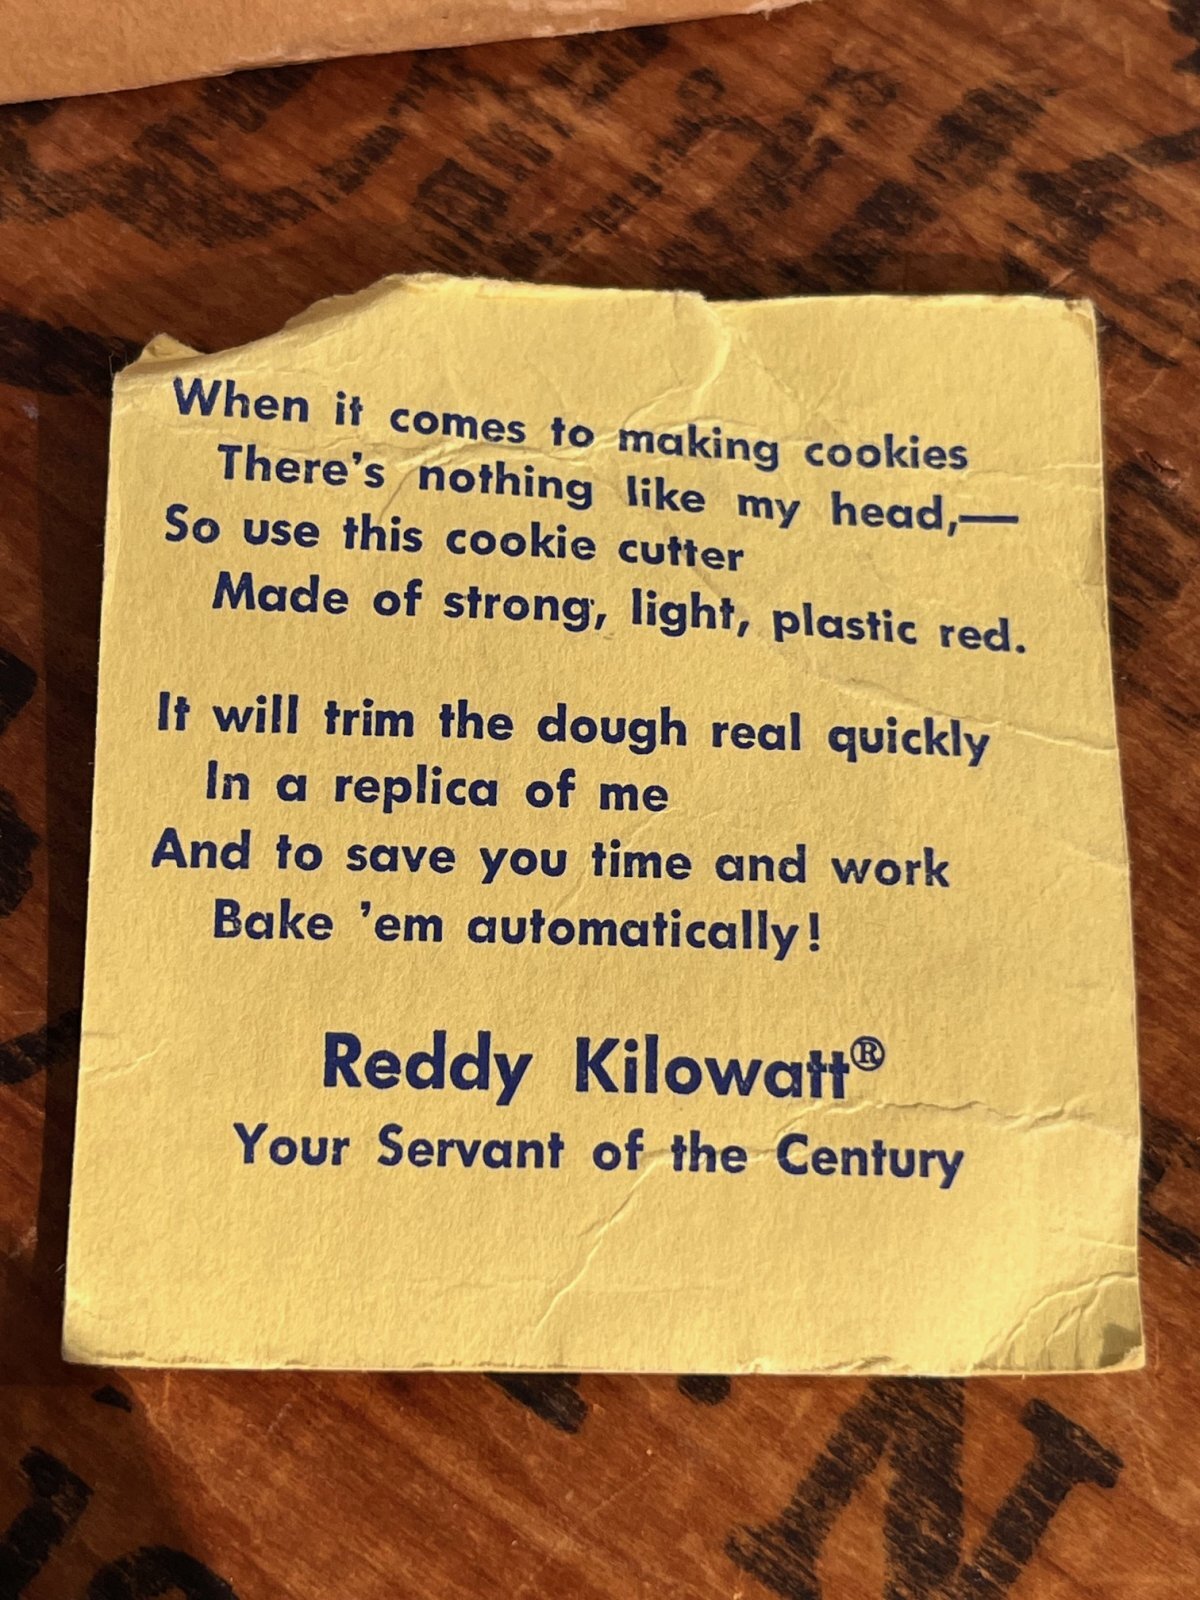 When it comes to making cookies
There's nothing like my head,—
So use this cookie cutter
Made of strong, light, plastic red.
It will trim the dough real quickly
In a replica of me
And to save you time and work
Bake 'em automatically!
Reddy Kilowatt®
Your Servant of the Century